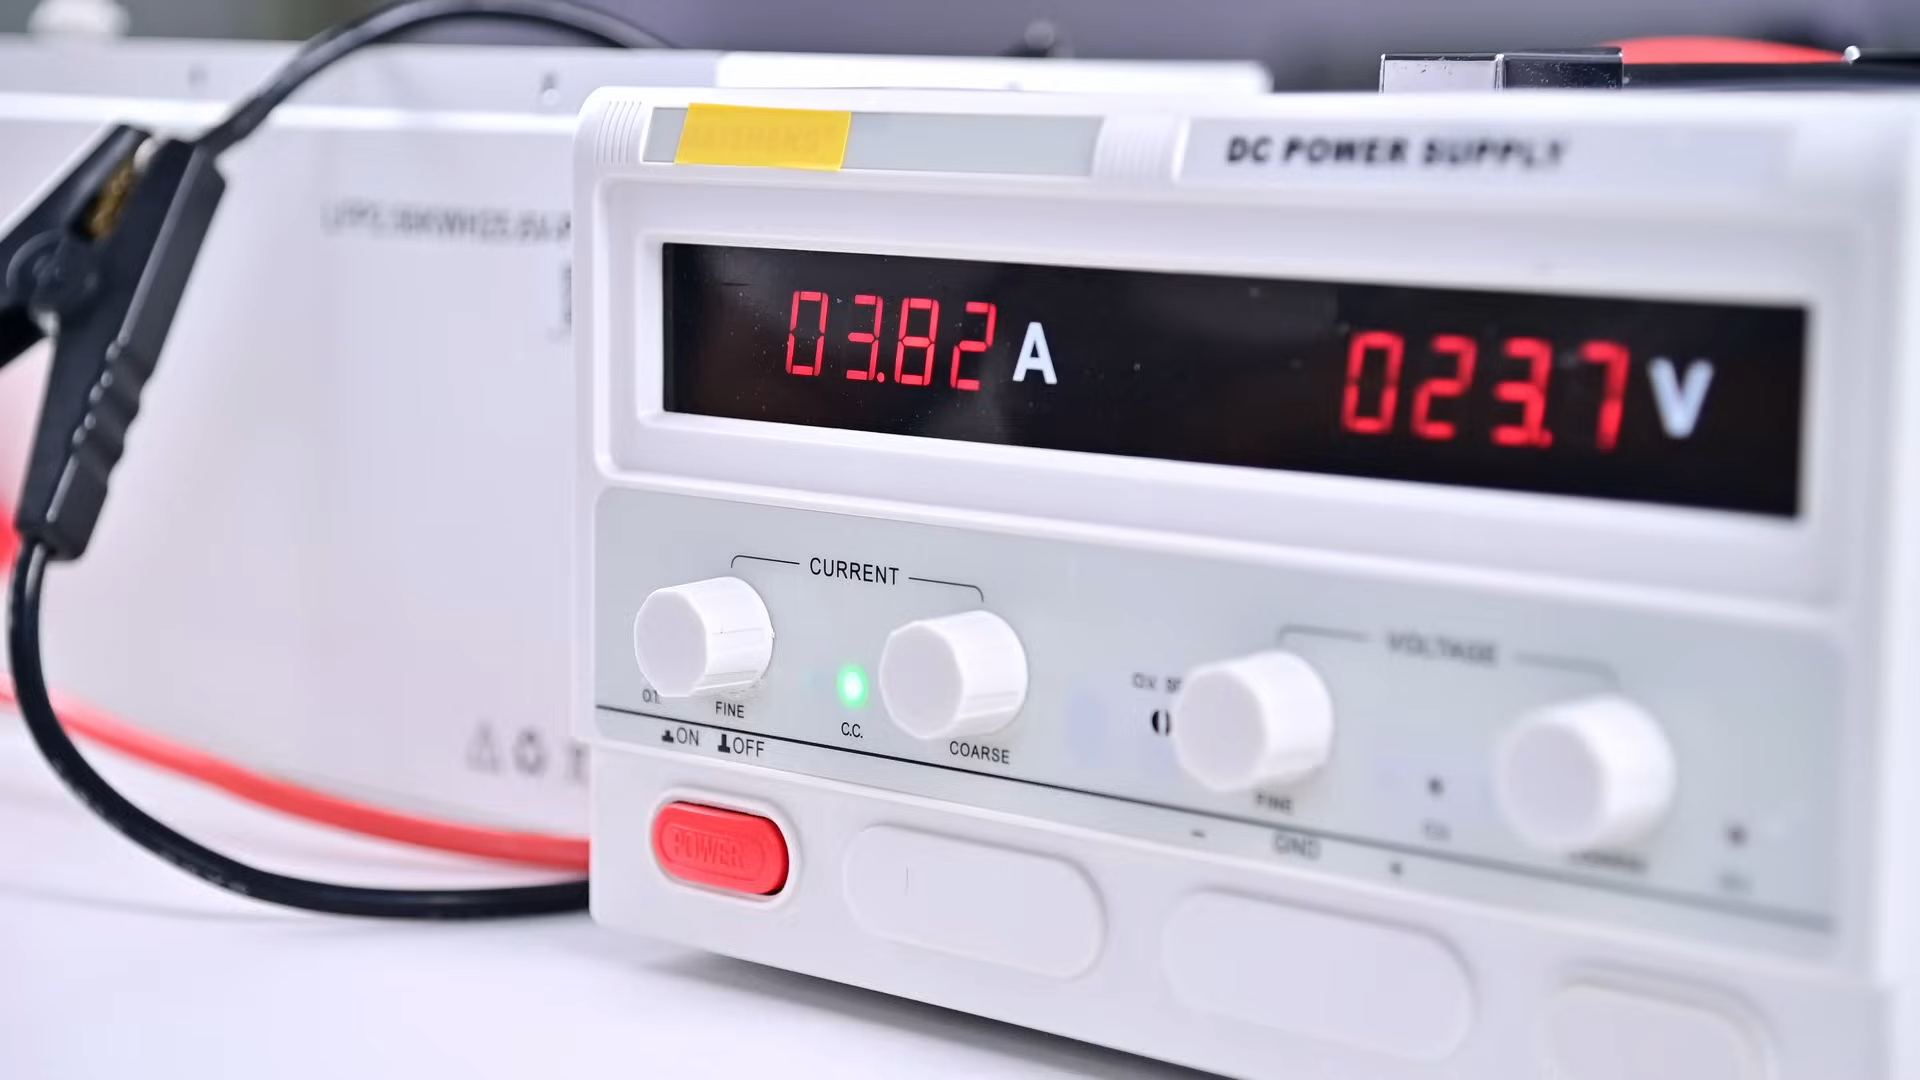 DC POWER SUPPLY
03.82 A
023.7 V
CURRENT
VOLTAGE
O.T.
FINE
C.C.
COARSE
O.V.
FINE
ON OFF
- GND +
POWER